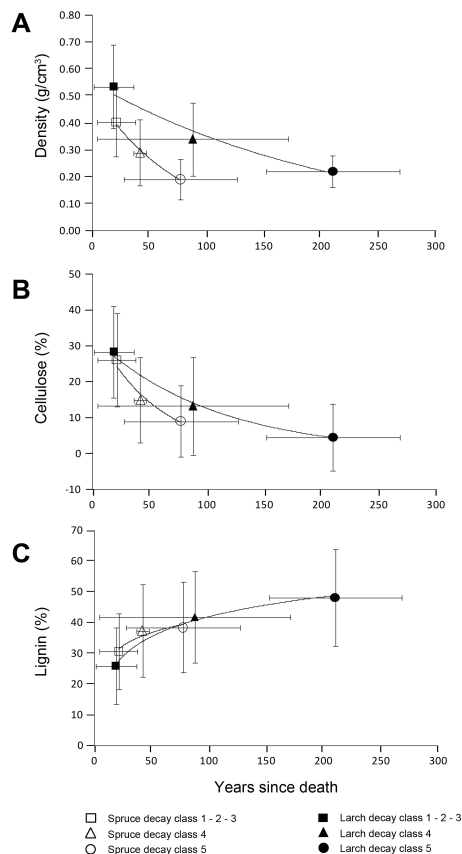 A
Density (g/cm³)
0.80
0.70
0.60
0.50
0.40
0.30
0.20
0.10
0.00
0 50 100 150 200 250 300
B
Cellulose (%)
50
40
30
20
10
0
-10
0 50 100 150 200 250 300
C
Lignin (%)
70
60
50
40
30
20
10
0
0 50 100 150 200 250 300
Years since death
Spruce decay class 1 - 2 - 3
Spruce decay class 4
Spruce decay class 5
Larch decay class 1 - 2 - 3
Larch decay class 4
Larch decay class 5